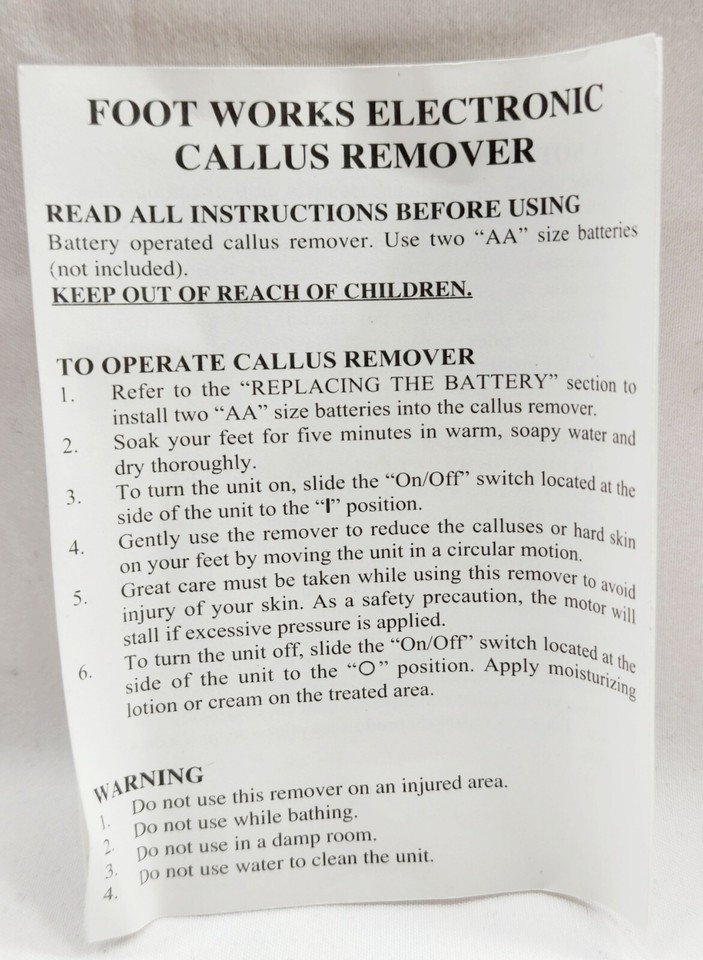 FOOT WORKS ELECTRONIC
CALLUS REMOVER
READ ALL INSTRUCTIONS BEFORE USING
Battery operated callus remover. Use two “AA” size batteries
(not included).
KEEP OUT OF REACH OF CHILDREN.
TO OPERATE CALLUS REMOVER
1. Refer to the “REPLACING THE BATTERY” section to
install two “AA” size batteries into the callus remover.
2. Soak your feet for five minutes in warm, soapy water and
dry thoroughly.
3. To turn the unit on, slide the “On/Off” switch located at the
side of the unit to the “I” position.
4. Gently use the remover to reduce the calluses or hard skin
on your feet by moving the unit in a circular motion.
5. Great care must be taken while using this remover to avoid
injury of your skin. As a safety precaution, the motor will
stall if excessive pressure is applied.
6. To turn the unit off, slide the “On/Off” switch located at the
side of the unit to the “O” position. Apply moisturizing
lotion or cream on the treated area.
WARNING
1. Do not use this remover on an injured area.
2. Do not use while bathing.
3. Do not use in a damp room.
4. Do not use water to clean the unit.